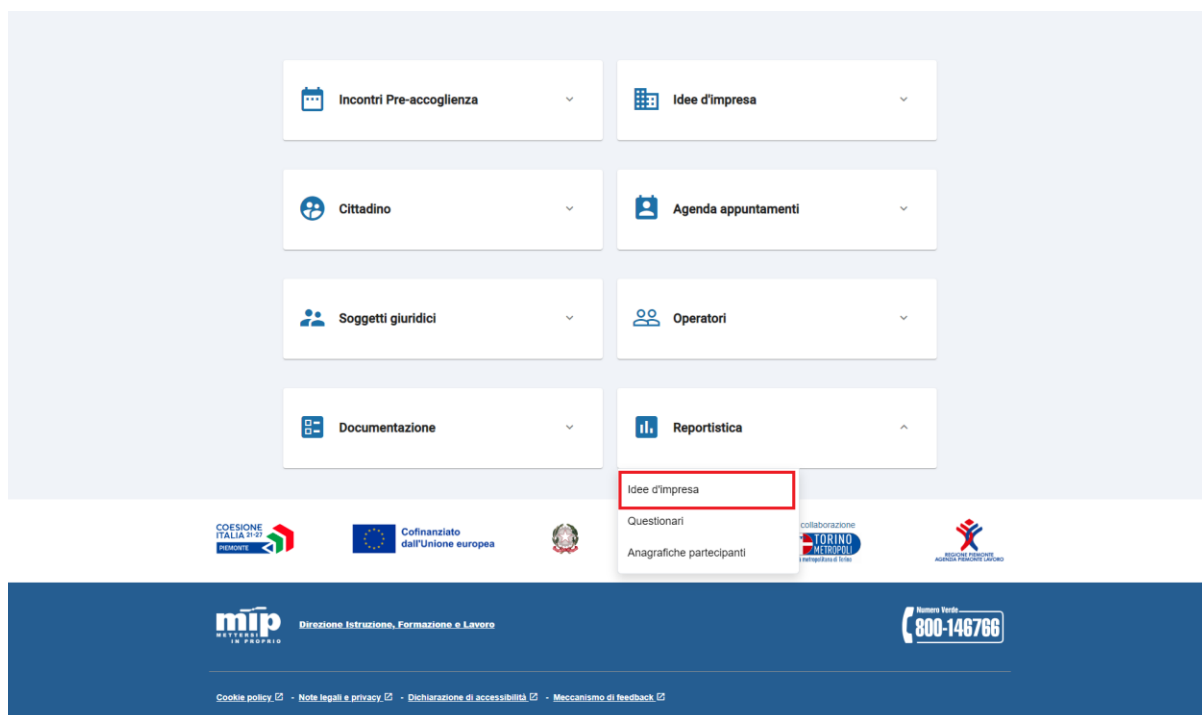 Incontri Pre-accoglienza
Idee d'impresa
Cittadino
Agenda appuntamenti
Soggetti giuridici
Operatori
Documentazione
Reportistica
Idee d'impresa
Questionari
Anagrafiche partecipanti
COESIONE
ITALIA 21-27
PIEMONTE
Cofinanziato
dall'Unione europea
collaborazione
TORINO
METROPOLI
metropolitana di Torino
REGIONE PIEMONTE
AGENZIA PIEMONTE LAVORO
mip
METTERSI
IN PROPRIO
Direzione Istruzione, Formazione e Lavoro
Numero Verde
800-146766
Cookie policy - Note legali e privacy - Dichiarazione di accessibilità - Meccanismo di feedback